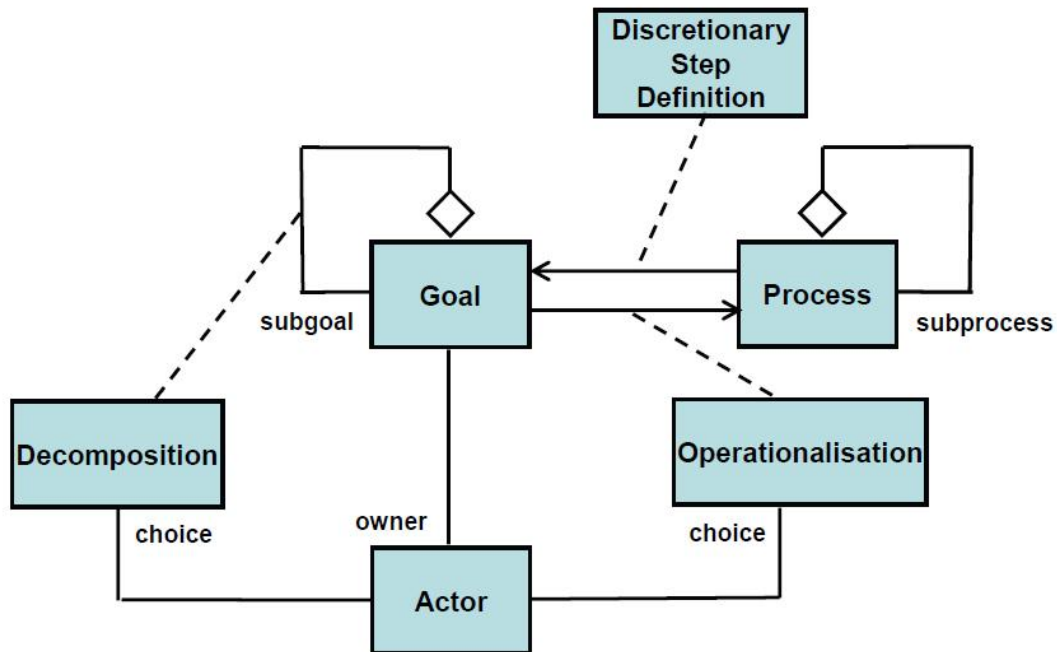 Discretionary
Step
Definition
Goal
Process
subgoal
subprocess
Decomposition
Operationalisation
choice
owner
choice
Actor